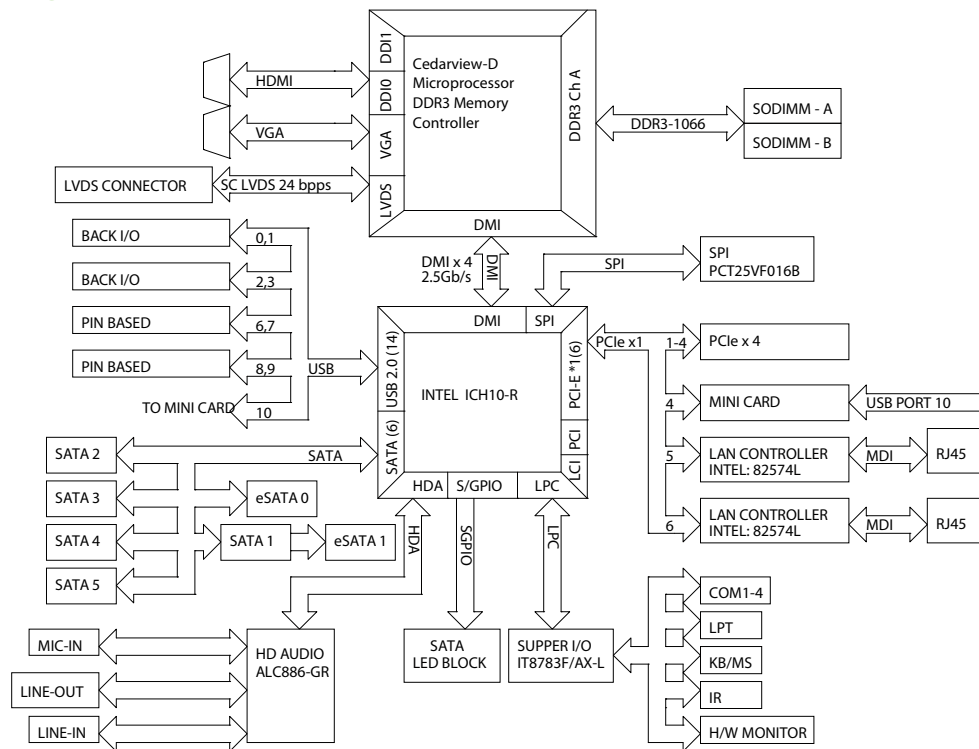 DDI1
Cedarview-D
Microprocessor
DDR3 Memory
Controller
DDR3 Ch A
HDMI
DDI0
VGA
VGA
DDR3-1066
SODIMM - A
SODIMM - B
LVDS CONNECTOR
SC LVDS 24 bpps
LVDS
DMI
BACK I/O
0,1
BACK I/O
2,3
PIN BASED
6,7
PIN BASED
8,9
USB
TO MINI CARD
10
DMI x 4
2.5Gb/s
DMI
SPI
SPI
PCT25VF016B
DMI
SPI
USB 2.0 (14)
INTEL ICH10-R
PCI-E *1(6)
SATA (6)
PCI
LCI
HDA
S/GPIO
LPC
PCIe x1
1-4
PCIe x 4
4
MINI CARD
USB PORT 10
5
LAN CONTROLLER
INTEL: 82574L
MDI
RJ45
6
LAN CONTROLLER
INTEL: 82574L
MDI
RJ45
SATA 2
SATA
SATA 3
eSATA 0
SATA 4
SATA 1
eSATA 1
SATA 5
HDA
SGPIO
LPC
MIC-IN
LINE-OUT
LINE-IN
HD AUDIO
ALC886-GR
SATA
LED BLOCK
SUPPER I/O
IT8783F/AX-L
COM1-4
LPT
KB/MS
IR
H/W MONITOR